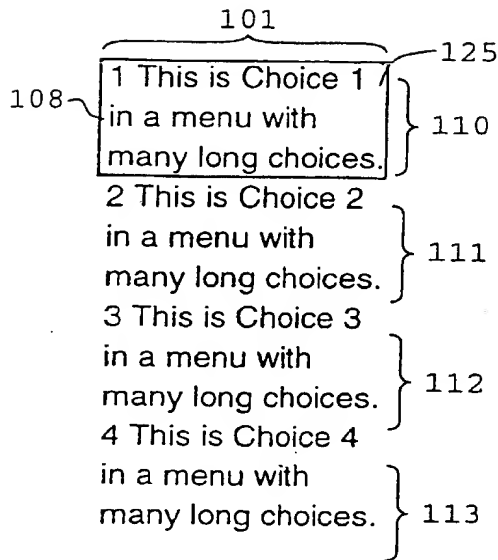 101
125
1 This is Choice 1
108
in a menu with
110
many long choices.
2 This is Choice 2
in a menu with
111
many long choices.
3 This is Choice 3
in a menu with
112
many long choices.
4 This is Choice 4
in a menu with
many long choices.
113